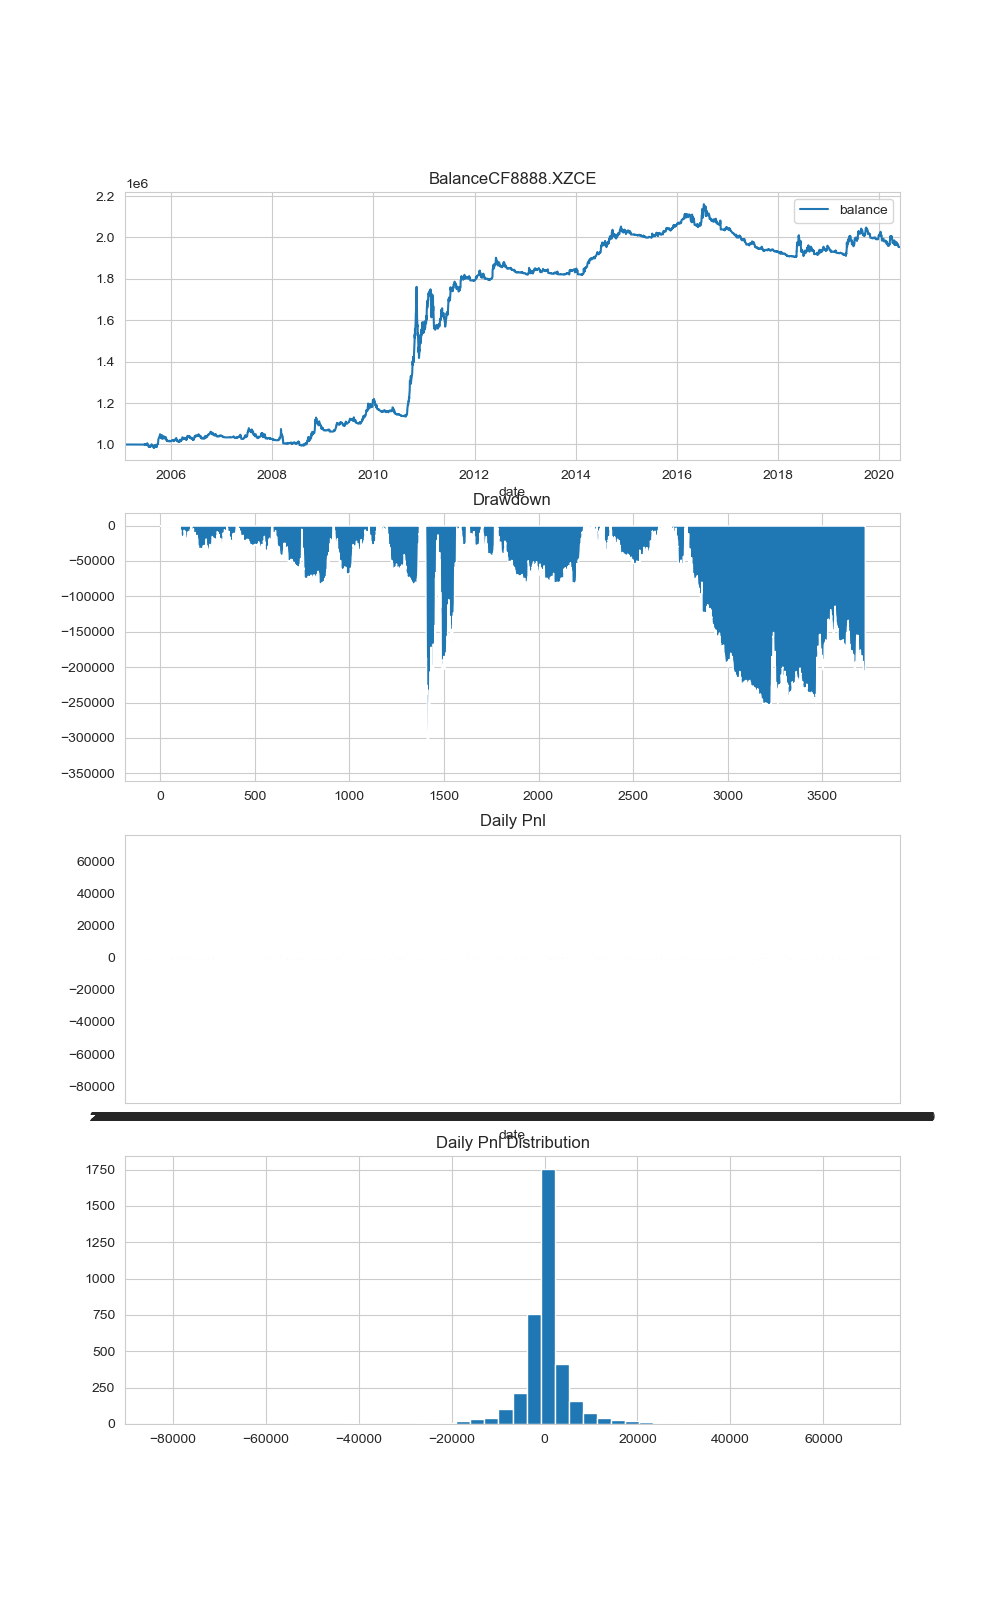 BalanceCF8888.XZCE
1e6
balance
2.2
2.0
1.8
1.6
1.4
1.2
1.0
2006 2008 2010 2012 2014 2016 2018 2020
date
Drawdown
0
−50000
−100000
−150000
−200000
−250000
−300000
−350000
0 500 1000 1500 2000 2500 3000 3500
Daily Pnl
60000
40000
20000
0
−20000
−40000
−60000
−80000
date
Daily Pnl Distribution
1750
1500
1250
1000
750
500
250
0
−80000 −60000 −40000 −20000 0 20000 40000 60000